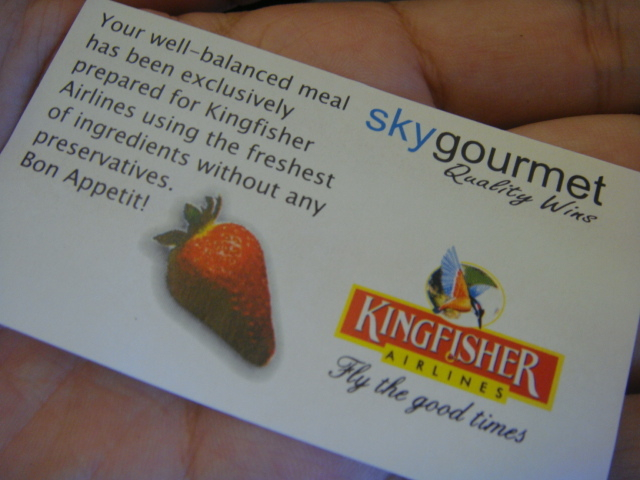 Your well-balanced meal
has been exclusively
prepared for Kingfisher
Airlines using the freshest
of ingredients without any
preservatives.
Bon Appetit!
skygourmet
Quality Wins
KINGFISHER
AIRLINES
Fly the good times